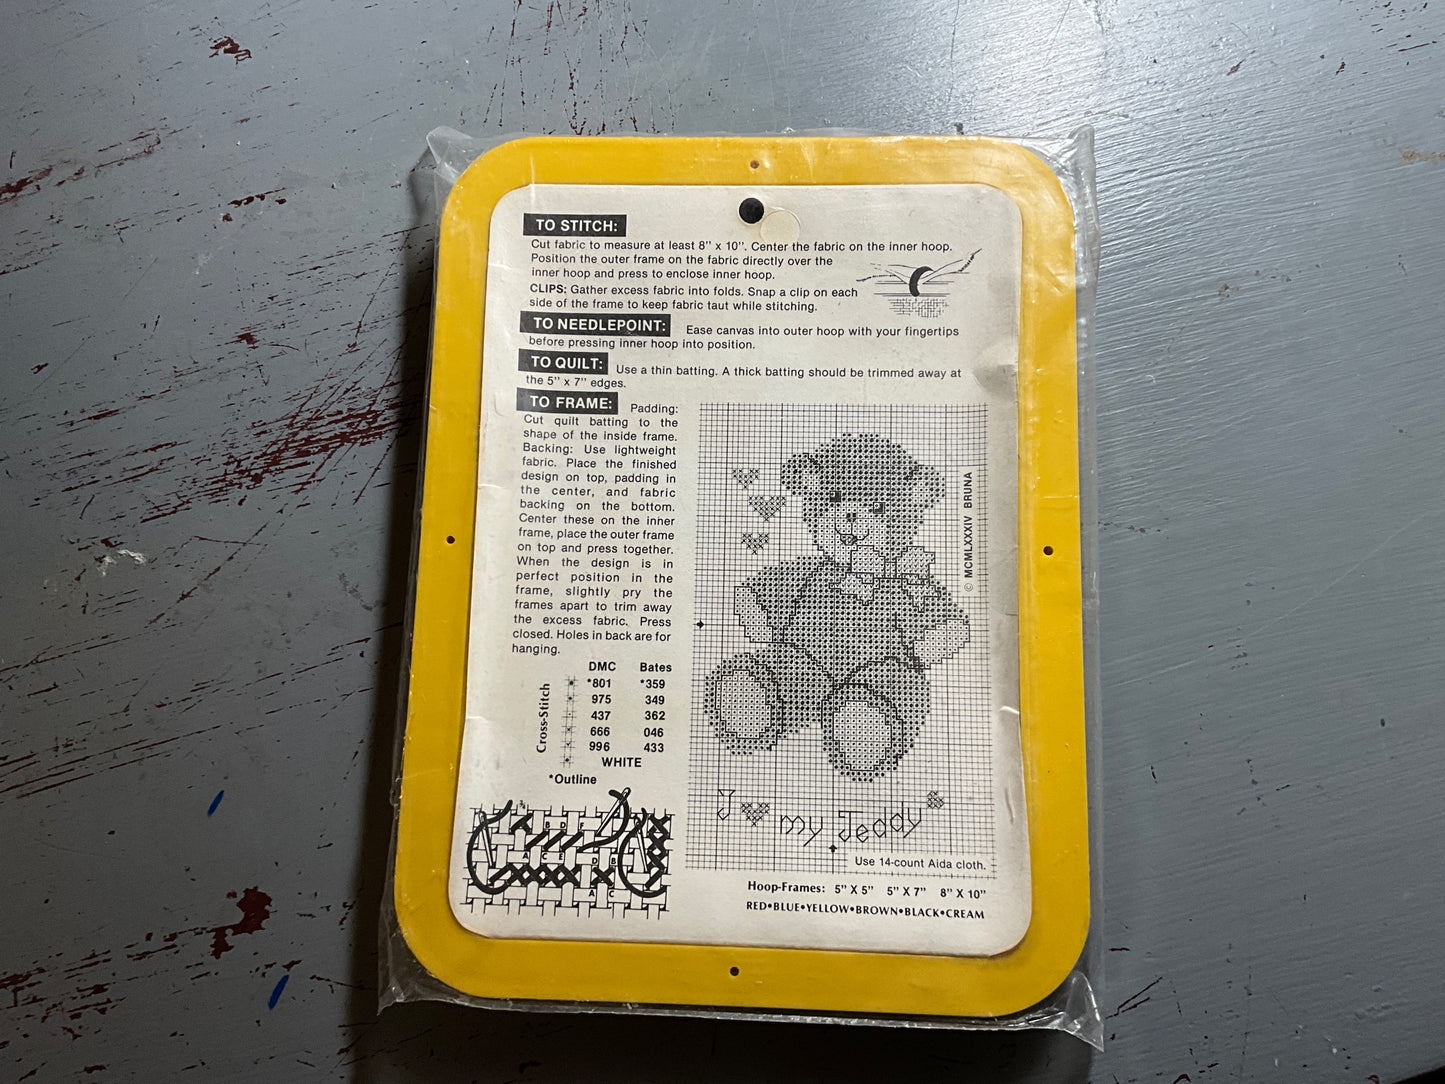 TO STITCH:
Cut fabric to measure at least 8" x 10". Center the fabric on the inner hoop.
Position the outer frame on the fabric directly over the
inner hoop and press to enclose inner hoop.
CLIPS: Gather excess fabric into folds. Snap a clip on each
side of the frame to keep fabric taut while stitching.
TO NEEDLEPOINT: Ease canvas into outer hoop with your fingertips
before pressing inner hoop into position.
TO QUILT: Use a thin batting. A thick batting should be trimmed away at
the 5" x 7" edges.
TO FRAME: Padding:
Cut quilt batting to the
shape of the inside frame.
Backing: Use lightweight
fabric. Place the finished
design on top, padding in
the center, and fabric
backing on the bottom.
Center these on the inner
frame, place the outer frame
on top and press together.
When the design is in
perfect position in the
frame, slightly pry the
frames apart to trim away
the excess fabric. Press
closed. Holes in back are for
hanging.
DMC Bates
*801 *359
975 349
437 362
666 046
996 433
WHITE
*Outline
Cross-Stitch
B D F
A C E
D B
A C
© MCMLXXXIV BRUNA
I my Teddy
Use 14-count Aida cloth.
Hoop-Frames: 5" X 5" 5" X 7" 8" X 10"
RED•BLUE•YELLOW•BROWN•BLACK•CREAM